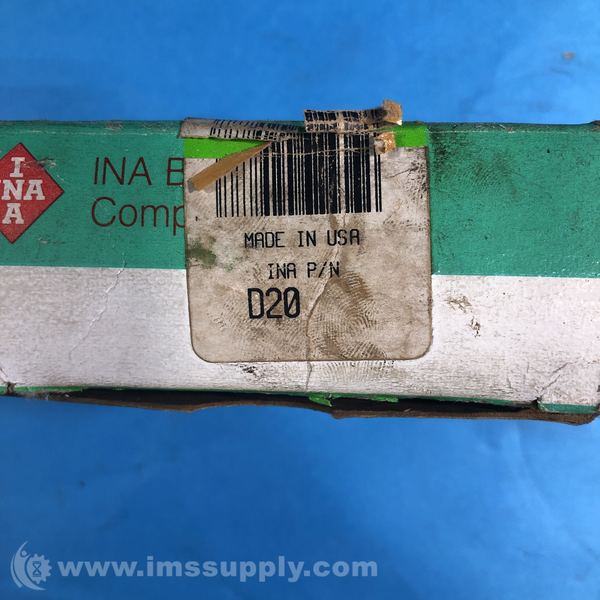 I
INA
A
INA B
Comp
MADE IN USA
INA P/N
D20
www.imssupply.com